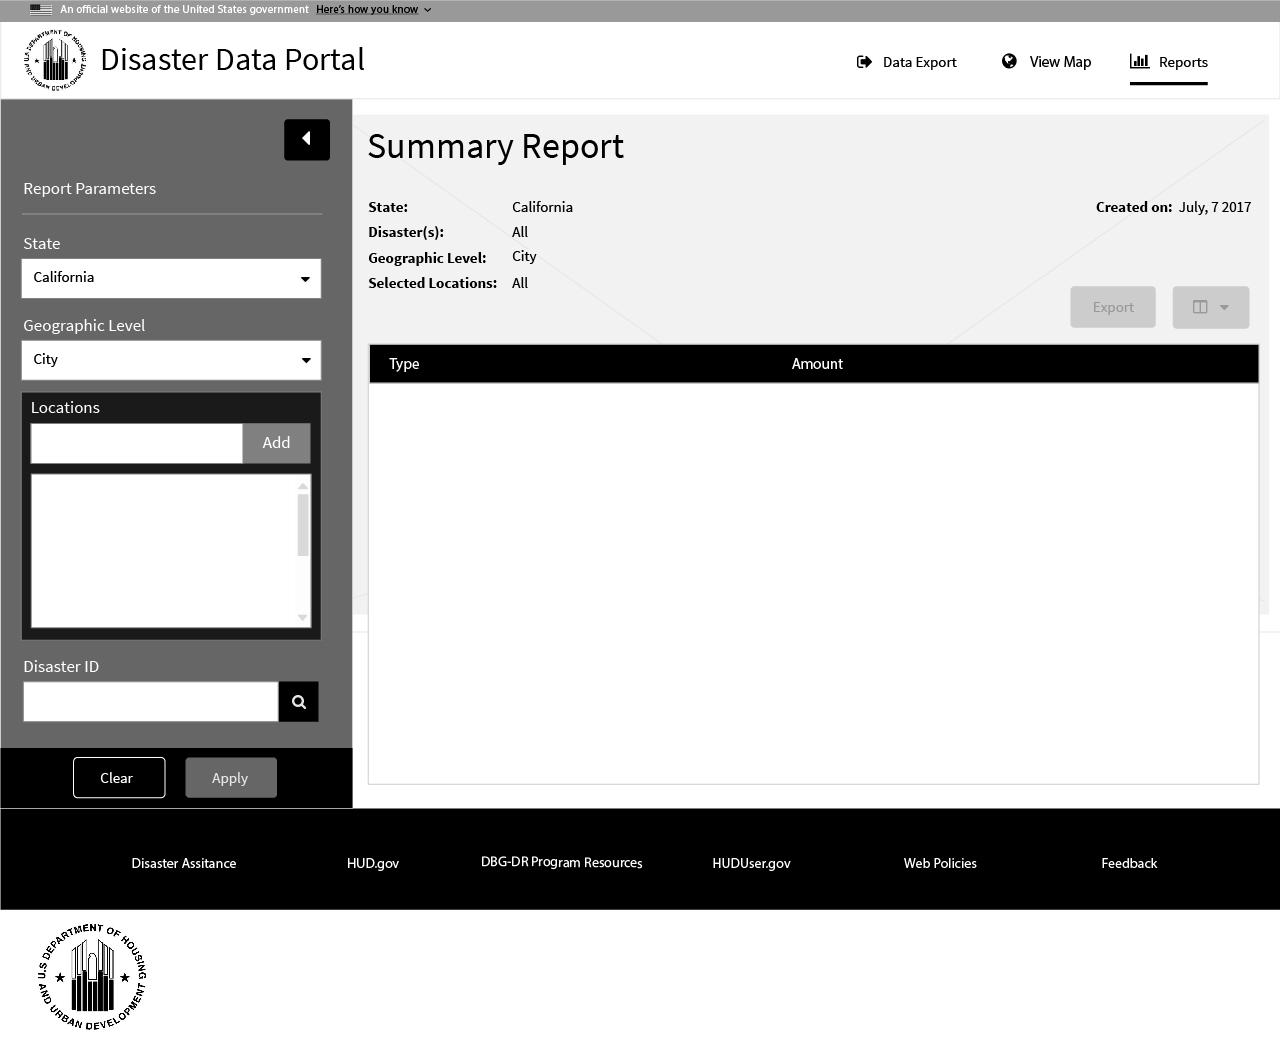 An official website of the United States government Here's how you know
U.S DEPARTMENT OF HOUSING AND URBAN DEVELOPMENT
Disaster Data Portal
Data Export
View Map
Reports
Report Parameters
State
California
Geographic Level
City
Locations
Add
Disaster ID
Clear
Apply
Summary Report
State: California
Created on: July, 7 2017
Disaster(s): All
Geographic Level: City
Selected Locations: All
Export
Type Amount
Disaster Assitance
HUD.gov
DBG-DR Program Resources
HUDUser.gov
Web Policies
Feedback
U.S DEPARTMENT OF HOUSING
AND URBAN DEVELOPMENT